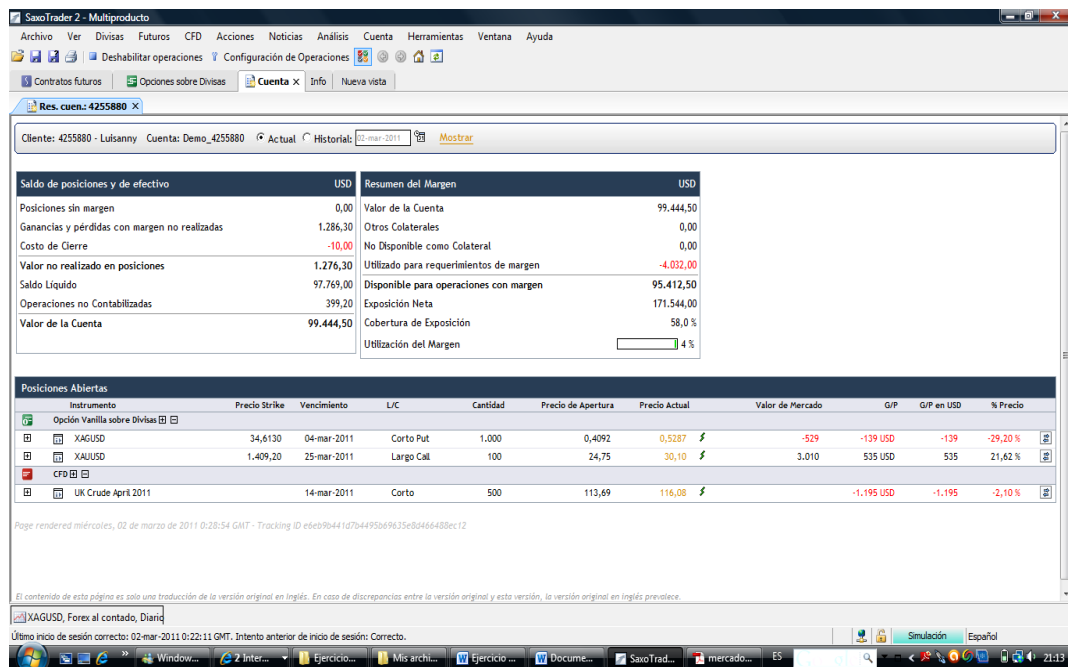 SaxoTrader 2 - Multiproducto
Archivo Ver Divisas Futuros CFD Acciones Noticias Análisis Cuenta Herramientas Ventana Ayuda
Deshabilitar operaciones Configuración de Operaciones
Contratos futuros Opciones sobre Divisas Cuenta × Info Nueva vista
Res. cuen.: 4255880 ×
Cliente: 4255880 - Luisanny Cuenta: Demo_4255880 Actual Historial: 02-mar-2011 Mostrar
Saldo de posiciones y de efectivo USD
Posiciones sin margen 0,00
Ganancias y pérdidas con margen no realizadas 1.286,30
Costo de Cierre -10,00
Valor no realizado en posiciones 1.276,30
Saldo Líquido 97.769,00
Operaciones no Contabilizadas 399,20
Valor de la Cuenta 99.444,50
Resumen del Margen USD
Valor de la Cuenta 99.444,50
Otros Colaterales 0,00
No Disponible como Colateral 0,00
Utilizado para requerimientos de margen -4.032,00
Disponible para operaciones con margen 95.412,50
Exposición Neta 171.544,00
Cobertura de Exposición 58,0 %
Utilización del Margen 4 %
Posiciones Abiertas
Instrumento Precio Strike Vencimiento L/C Cantidad Precio de Apertura Precio Actual Valor de Mercado G/P G/P en USD % Precio
Opción Vanilla sobre Divisas
XAGUSD 34,6130 04-mar-2011 Corto Put 1.000 0,4092 0,5287 -529 -139 USD -139 -29,20 %
XAUUSD 1.409,20 25-mar-2011 Largo Call 100 24,75 30,10 3.010 535 USD 535 21,62 %
CFD
UK Crude April 2011 14-mar-2011 Corto 500 113,69 116,08 -1.195 USD -1.195 -2,10 %
Page rendered miércoles, 02 de marzo de 2011 0:28:54 GMT - Tracking ID e6eb9b441d7b4495b69635e8d466488ec12
El contenido de esta página es solo una traducción de la versión original en Inglés. En caso de discrepancias entre la versión original y esta versión, la versión original en inglés prevalece.
XAGUSD, Forex al contado, Diario
Último inicio de sesión correcto: 02-mar-2011 0:22:11 GMT. Intento anterior de inicio de sesión: Correcto. Simulación Español
Window... 2 Inter... Ejercicio... Mis archi... Ejercicio ... Docume... SaxoTrad... mercado... ES 21:13